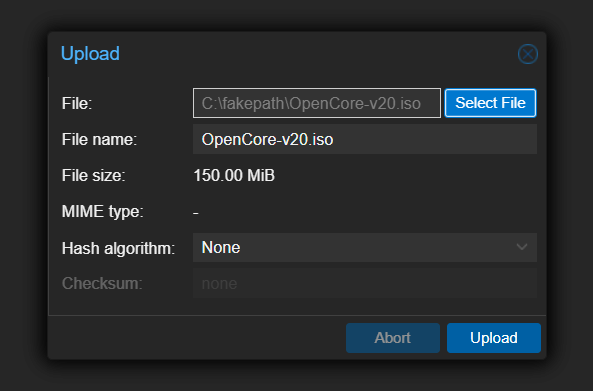 Upload
File: C:\fakepath\OpenCore-v20.iso Select File
File name: OpenCore-v20.iso
File size: 150.00 MiB
MIME type: -
Hash algorithm: None
Checksum: none
Abort Upload